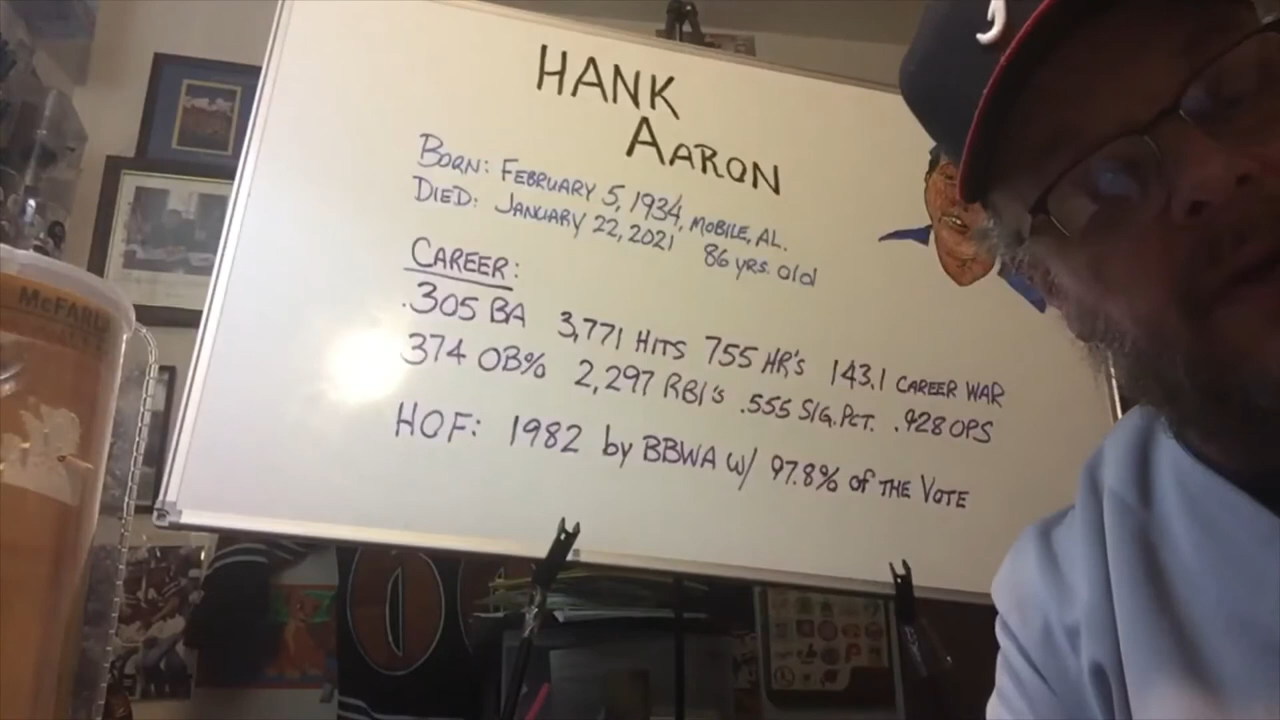 HANK
AARON
BORN: FEBRUARY 5, 1934, MOBILE, AL.
DIED: JANUARY 22, 2021 86 yrs. old
CAREER:
.305 BA 3,771 HITS 755 HR's 143.1 CAREER WAR
374 OB% 2,297 RBI's .555 SLG.PCT. .928 OPS
HOF: 1982 by BBWA w/ 97.8% of THE VOTE
McFARL